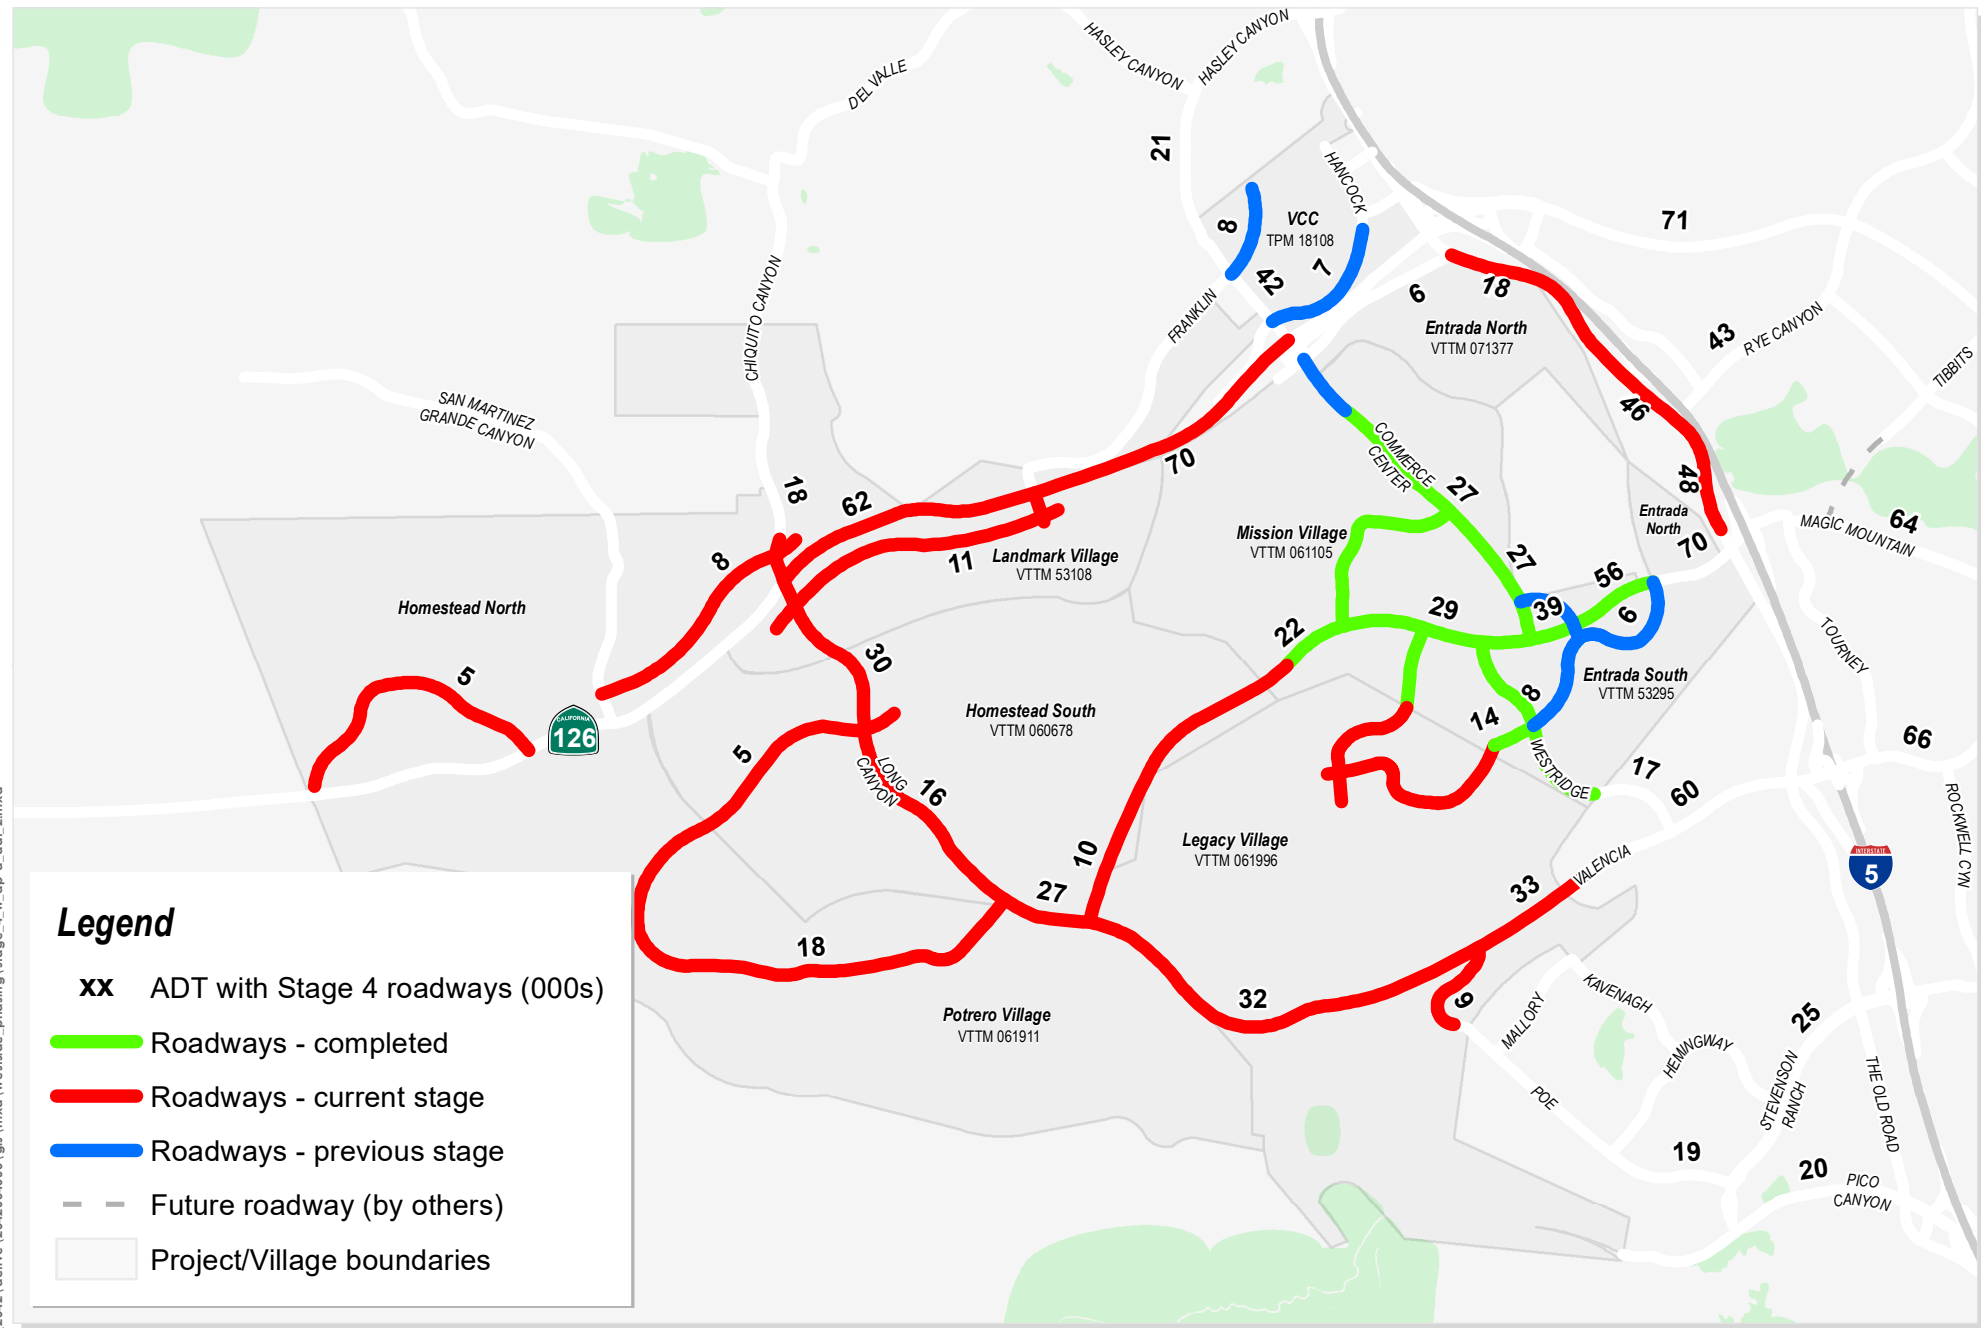 HASLEY CANYON
HASLEY CANYON
DEL VALLE
21
HANCOCK
71
8
VCC
TPM 18108
42
7
6
18
FRANKLIN
Entrada North
VTTM 071377
43
RYE CANYON
CHIQUITO CANYON
TIBBITS
SAN MARTINEZ
GRANDE CANYON
46
COMMERCE
CENTER
70
18
62
27
48
Entrada
North
64
MAGIC MOUNTAIN
70
Mission Village
VTTM 061105
8
11
Landmark Village
VTTM 53108
27
56
39
6
29
22
Homestead North
TOURNEY
30
5
Entrada South
VTTM 53295
8
14
Homestead South
VTTM 060678
CALIFORNIA
126
66
5
LONG
CANYON
16
WESTRIDGE
17
60
ROCKWELL CYN
10
Legacy Village
VTTM 061996
VALENCIA
INTERSTATE
5
27
33
18
32
9
Potrero Village
VTTM 061911
MALLORY
KAVENAGH
25
HEMINGWAY
STEVENSON
RANCH
THE OLD ROAD
POE
19
20
PICO
CANYON
Legend
xx ADT with Stage 4 roadways (000s)
Roadways - completed
Roadways - current stage
Roadways - previous stage
Future roadway (by others)
Project/Village boundaries